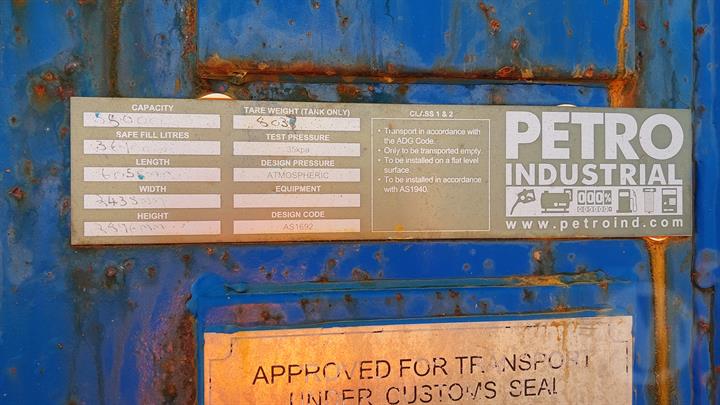 CAPACITY
SAFE FILL LITRES
LENGTH
WIDTH
2438mm
HEIGHT
TARE WEIGHT (TANK ONLY)
TEST PRESSURE
35kpa
DESIGN PRESSURE
ATMOSPHERIC
EQUIPMENT
DESIGN CODE
AS1692
CLASS 1 & 2
• Transport in accordance with
the ADG Code.
• Only to be transported empty.
• To be installed on a flat level
surface.
• To be installed in accordance
with AS1940.
PETRO
INDUSTRIAL
000%
www.petroind.com
APPROVED FOR TRANSPORT
UNDER CUSTOMS SEAL